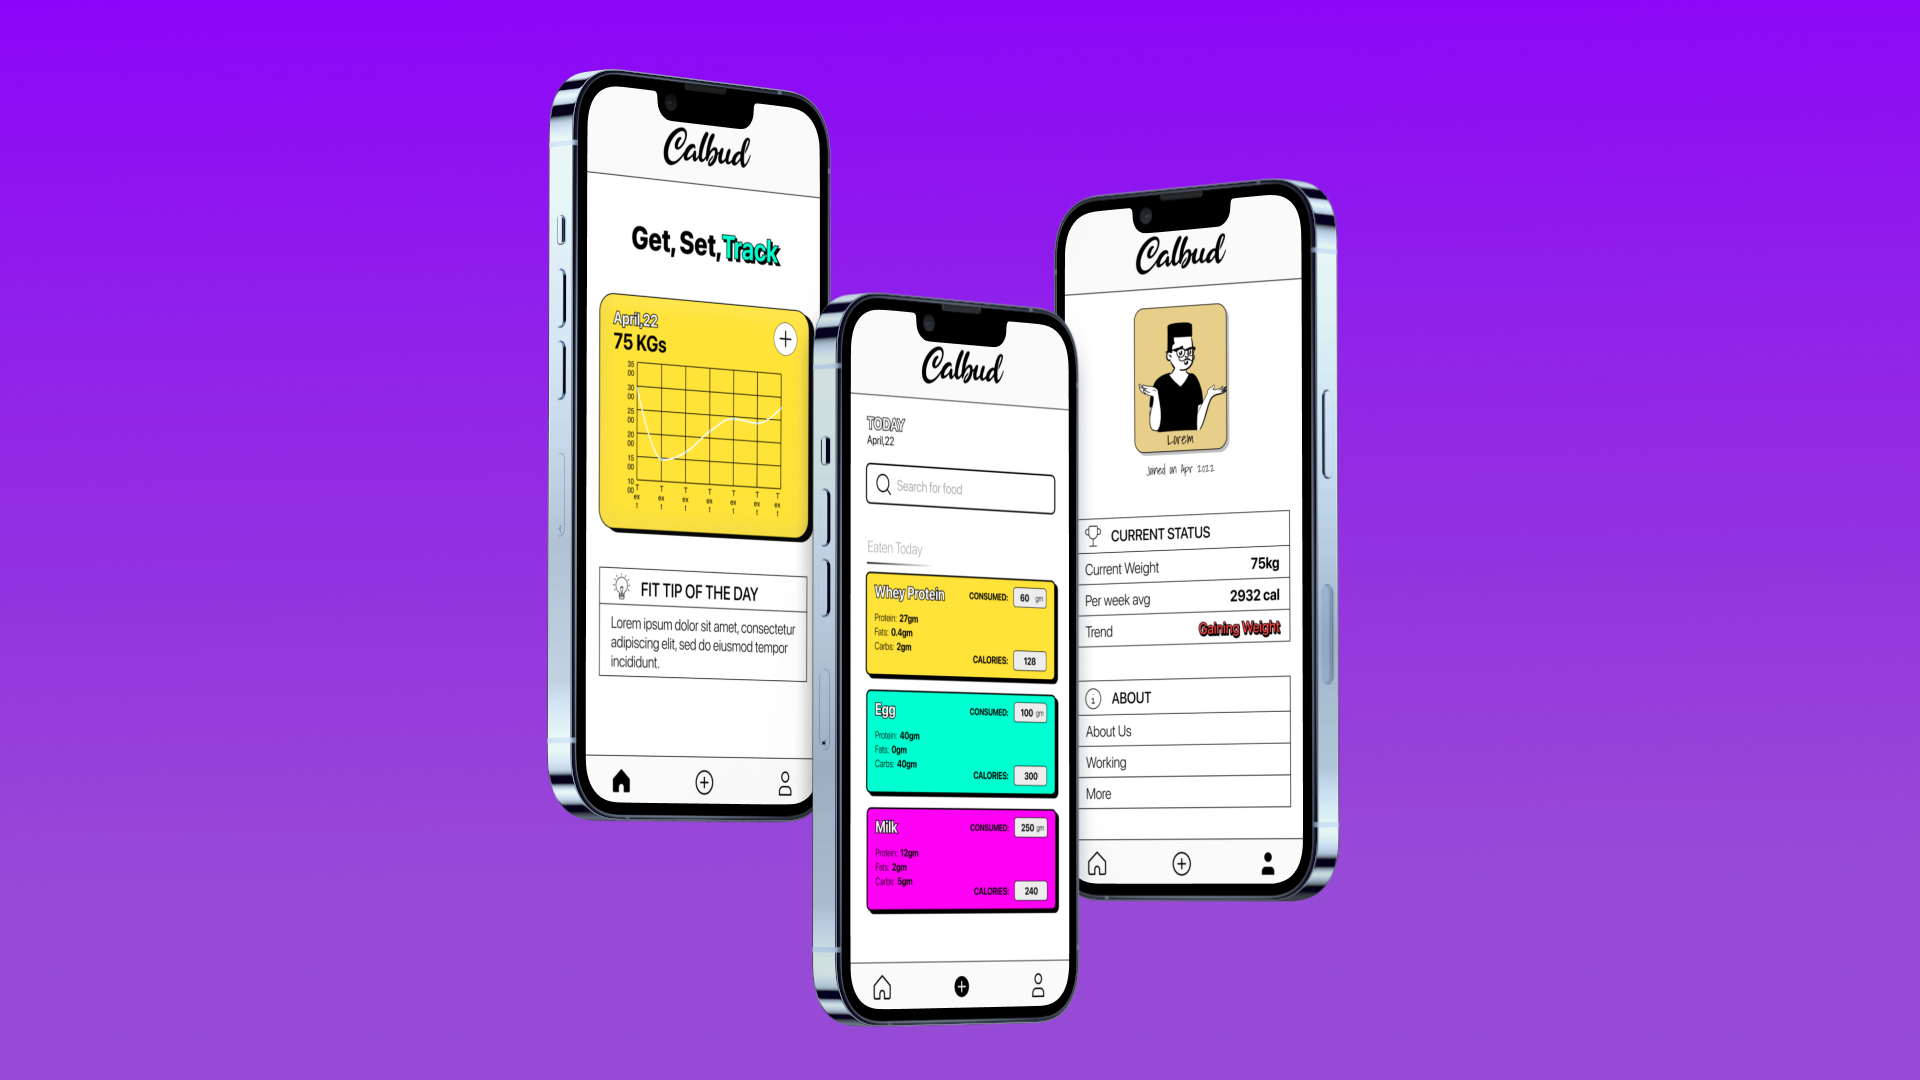 Calbud
Get, Set, Track
April,22
75 KGs
35
00
30
00
25
00
20
00
15
00
10
00
T T T T T T T
ex ex ex ex ex ex ex
t t t t t t t
FIT TIP OF THE DAY
Lorem ipsum dolor sit amet, consectetur
adipiscing elit, sed do eiusmod tempor
incididunt.
Calbud
TODAY
April,22
Search for food
Eaten Today
Whey Protein CONSUMED: 60 gm
Protein: 27gm
Fats: 0.4gm
Carbs: 2gm
CALORIES: 128
Egg CONSUMED: 100 gm
Protein: 40gm
Fats: 0gm
Carbs: 40gm
CALORIES: 300
Milk CONSUMED: 250 gm
Protein: 12gm
Fats: 2gm
Carbs: 5gm
CALORIES: 240
Calbud
Lorem
Joined on Apr 2022
CURRENT STATUS
Current Weight 75kg
Per week avg 2932 cal
Trend Gaining Weight
ABOUT
About Us
Working
More